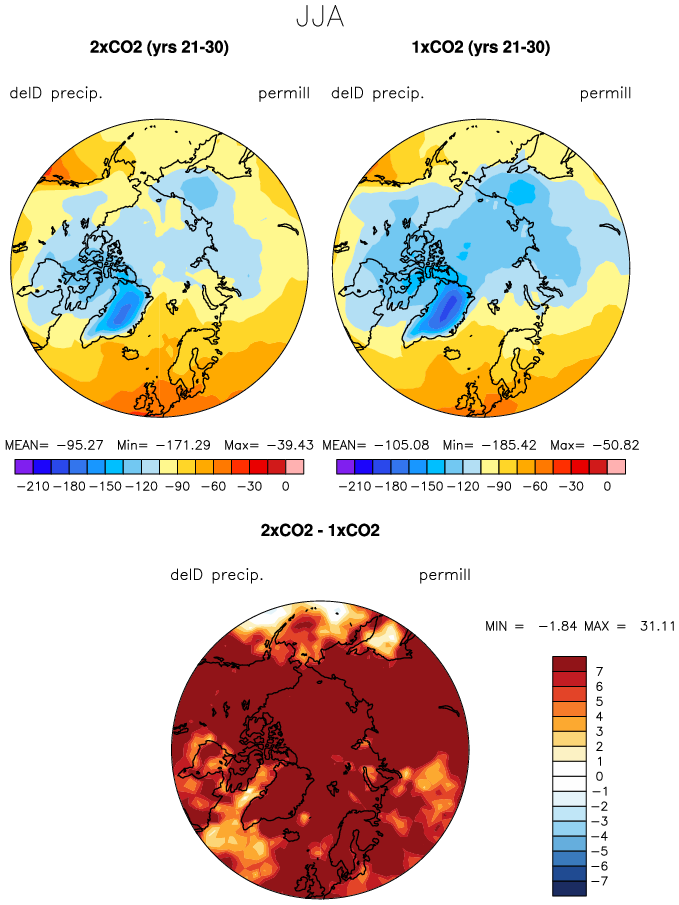 JJA
2xCO2 (yrs 21-30) 1xCO2 (yrs 21-30)
delD precip. permill delD precip. permill
MEAN= −95.27 Min= −171.29 Max= −39.43 MEAN= −105.08 Min= −185.42 Max= −50.82
−210 −180 −150 −120 −90 −60 −30 0 −210 −180 −150 −120 −90 −60 −30 0
2xCO2 - 1xCO2
delD precip. permill
MIN = −1.84 MAX = 31.11
7
6
5
4
3
2
1
0
−1
−2
−3
−4
−5
−6
−7